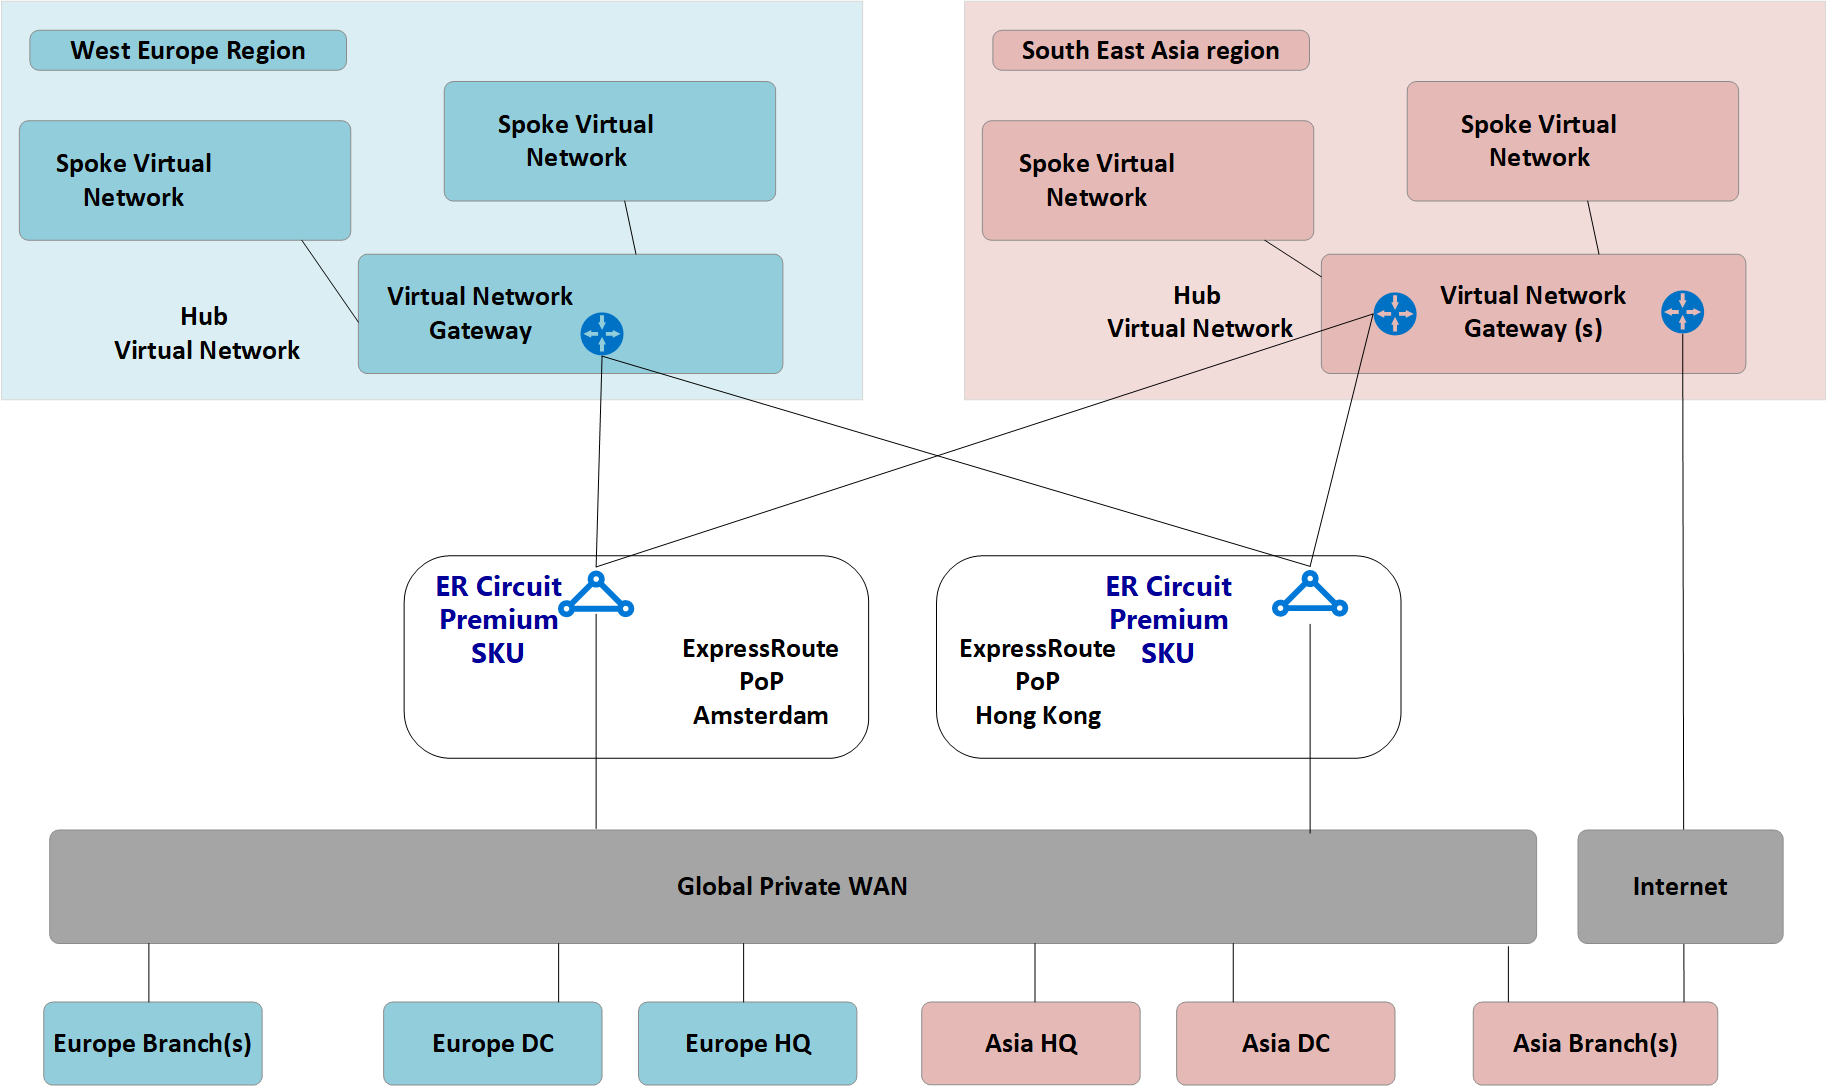 West Europe Region
South East Asia region
Spoke Virtual
Network
Spoke Virtual
Network
Spoke Virtual
Network
Spoke Virtual
Network
Hub
Virtual Network
Virtual Network
Gateway
Hub
Virtual Network
Virtual Network
Gateway (s)
ER Circuit
Premium
SKU
ExpressRoute
PoP
Amsterdam
ER Circuit
Premium
SKU
ExpressRoute
PoP
Hong Kong
Global Private WAN
Internet
Europe Branch(s)
Europe DC
Europe HQ
Asia HQ
Asia DC
Asia Branch(s)